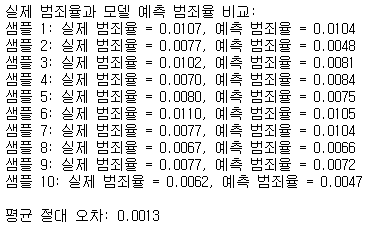 실제 범죄율과 모델 예측 범죄율 비교:
샘플 1: 실제 범죄율 = 0.0107, 예측 범죄율 = 0.0104
샘플 2: 실제 범죄율 = 0.0077, 예측 범죄율 = 0.0048
샘플 3: 실제 범죄율 = 0.0102, 예측 범죄율 = 0.0081
샘플 4: 실제 범죄율 = 0.0070, 예측 범죄율 = 0.0084
샘플 5: 실제 범죄율 = 0.0080, 예측 범죄율 = 0.0075
샘플 6: 실제 범죄율 = 0.0110, 예측 범죄율 = 0.0105
샘플 7: 실제 범죄율 = 0.0077, 예측 범죄율 = 0.0104
샘플 8: 실제 범죄율 = 0.0067, 예측 범죄율 = 0.0066
샘플 9: 실제 범죄율 = 0.0077, 예측 범죄율 = 0.0072
샘플 10: 실제 범죄율 = 0.0062, 예측 범죄율 = 0.0047
평균 절대 오차: 0.0013